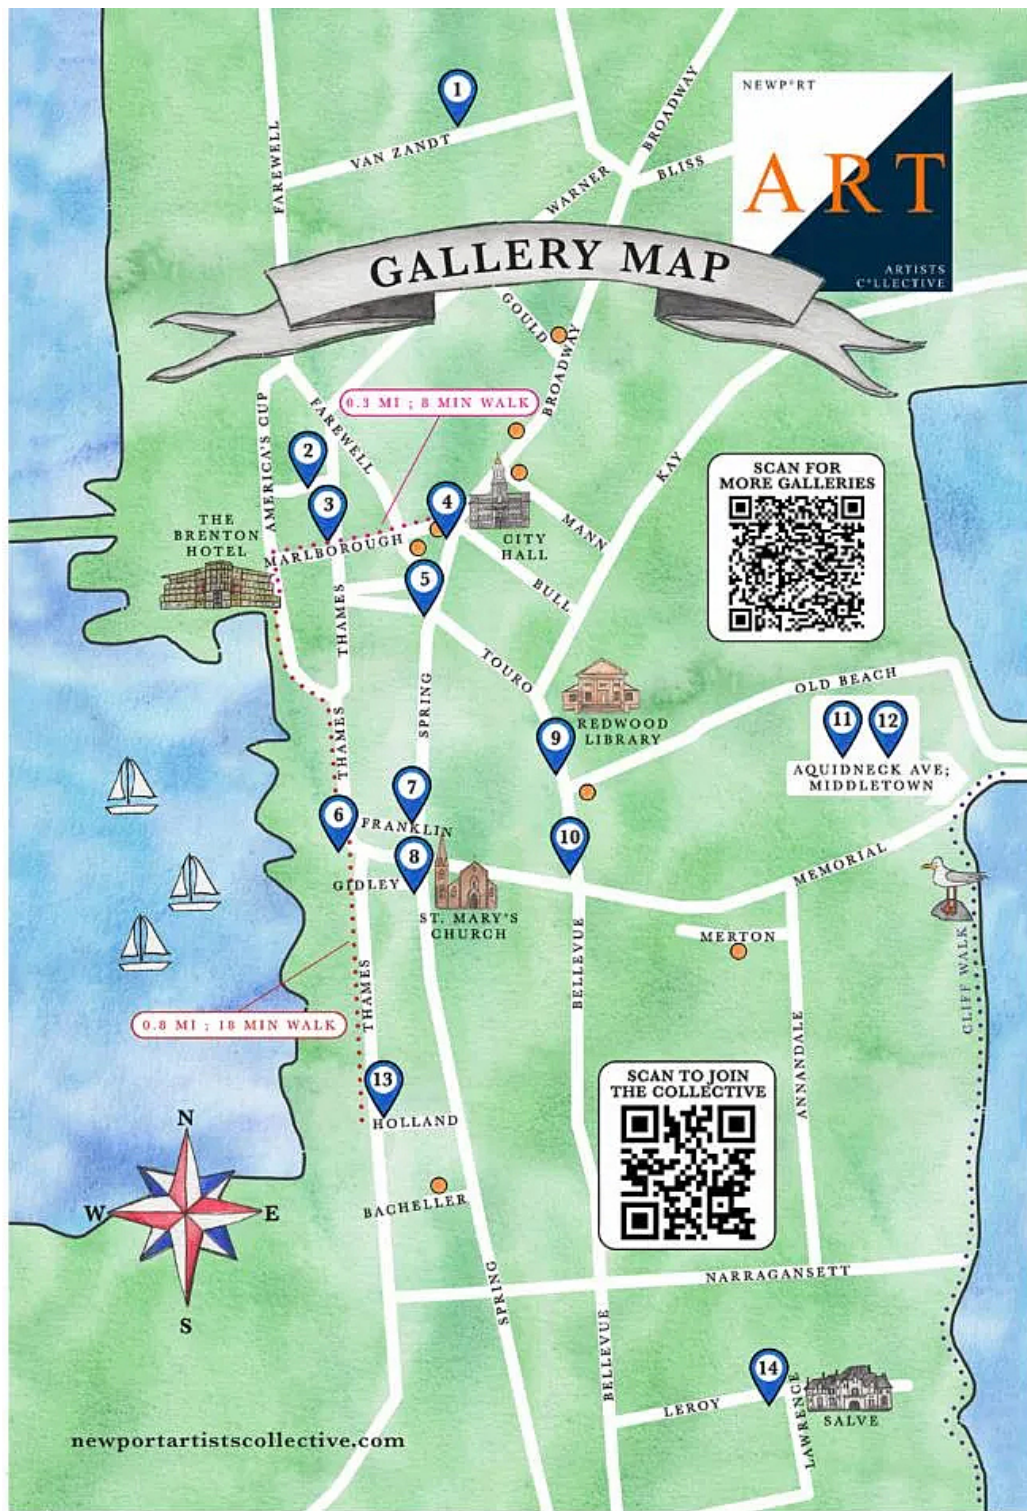 1
VAN ZANDT
FAREWELL
WARNER
BROADWAY
BLISS
NEWPORT
ART
ARTISTS
COLLECTIVE
GALLERY MAP
GOULD
BROADWAY
0.3 MI ; 8 MIN WALK
AMERICA'S CUP
FAREWELL
KAY
2
3
4
THE
BRENTON
HOTEL
MARLBOROUGH
CITY
HALL
MANN
BULL
SCAN FOR
MORE GALLERIES
5
THAMES
TOURO
SPRING
REDWOOD
LIBRARY
OLD BEACH
11
12
AQUIDNECK AVE;
MIDDLETOWN
9
THAMES
7
6
FRANKLIN
8
10
GIDLEY
ST. MARY'S
CHURCH
MEMORIAL
MERTON
BELLEVUE
CLIFF WALK
THAMES
0.8 MI ; 18 MIN WALK
ANNANDALE
13
HOLLAND
SCAN TO JOIN
THE COLLECTIVE
N
W
E
S
BACHELLER
SPRING
NARRAGANSETT
BELLEVUE
14
LEROY
LAWRENCE
SALVE
newportartistscollective.com